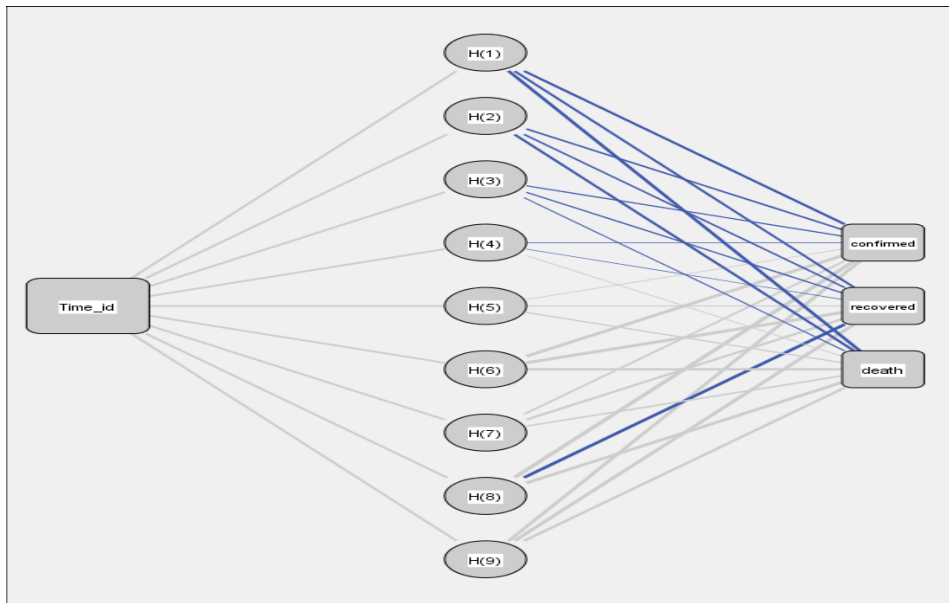 Time_id
H(1)
H(2)
H(3)
H(4)
H(5)
H(6)
H(7)
H(8)
H(9)
confirmed
recovered
death